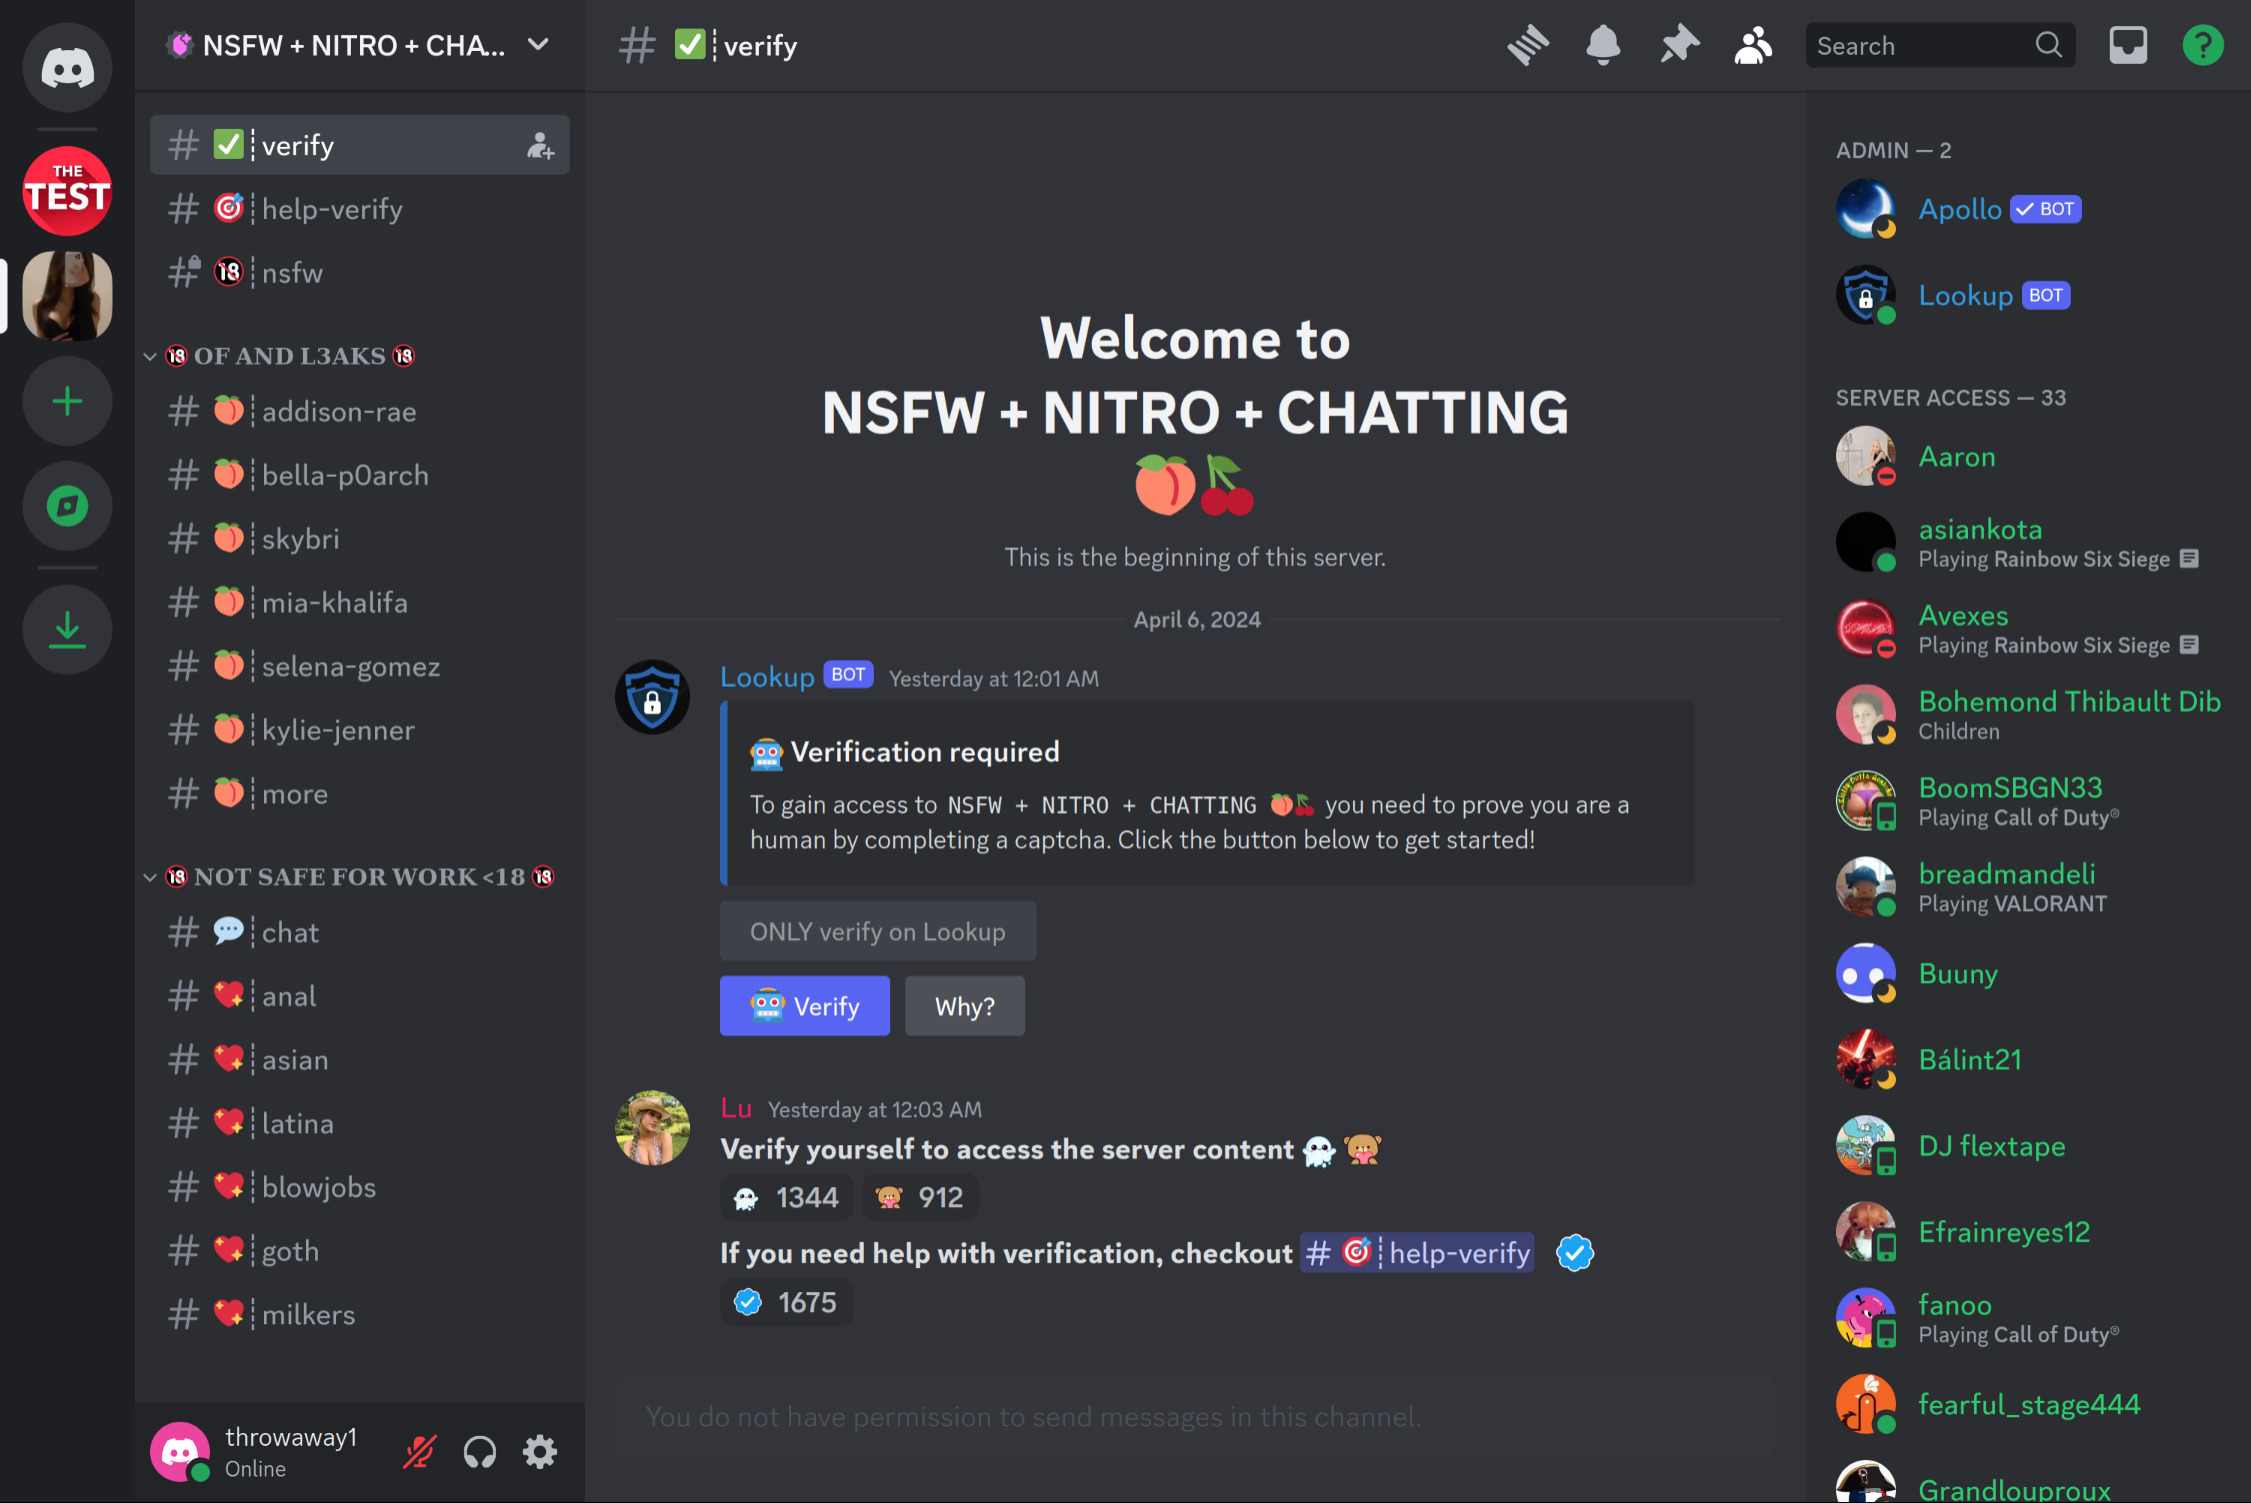 THE
TEST
NSFW + NITRO + CHA...
✅┊verify
🎯┊help-verify
🔞┊nsfw
🔞 OF AND L3AKS 🔞
🍑┊addison-rae
🍑┊bella-p0arch
🍑┊skybri
🍑┊mia-khalifa
🍑┊selena-gomez
🍑┊kylie-jenner
🍑┊more
🔞 NOT SAFE FOR WORK <18 🔞
💬┊chat
💖┊anal
💖┊asian
💖┊latina
💖┊blowjobs
💖┊goth
💖┊milkers
throwaway1
Online
# ✅┊verify
Search
Welcome to
NSFW + NITRO + CHATTING
🍑🍒
This is the beginning of this server.
April 6, 2024
Lookup BOT Yesterday at 12:01 AM
🤖 Verification required
To gain access to NSFW + NITRO + CHATTING 🍑🍒 you need to prove you are a
human by completing a captcha. Click the button below to get started!
ONLY verify on Lookup
🤖 Verify
Why?
Lu Yesterday at 12:03 AM
Verify yourself to access the server content
1344 912
If you need help with verification, checkout # 🎯┊help-verify
1675
You do not have permission to send messages in this channel.
ADMIN — 2
Apollo ✓ BOT
Lookup BOT
SERVER ACCESS — 33
Aaron
asiankota
Playing Rainbow Six Siege
Avexes
Playing Rainbow Six Siege
Bohemond Thibault Dib
Children
BoomSBGN33
Playing Call of Duty®
breadmandeli
Playing VALORANT
Buuny
Bálint21
DJ flextape
Efrainreyes12
fanoo
Playing Call of Duty®
fearful_stage444
Grandlouproux